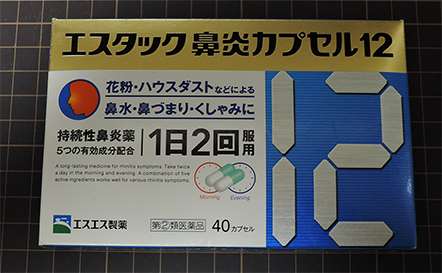 エスタック 鼻炎カプセル12
花粉・ハウスダストなどによる
鼻水・鼻づまり・くしゃみに
持続性鼻炎薬
5つの有効成分配合
1日2回服用
A long-lasting medicine for rhinitis symptoms. Take twice
a day in the morning and evening. A combination of five
active ingredients works well for various rhinitis symptoms.
Morning
Evening
エスエス製薬
第②類医薬品
40カプセル
12